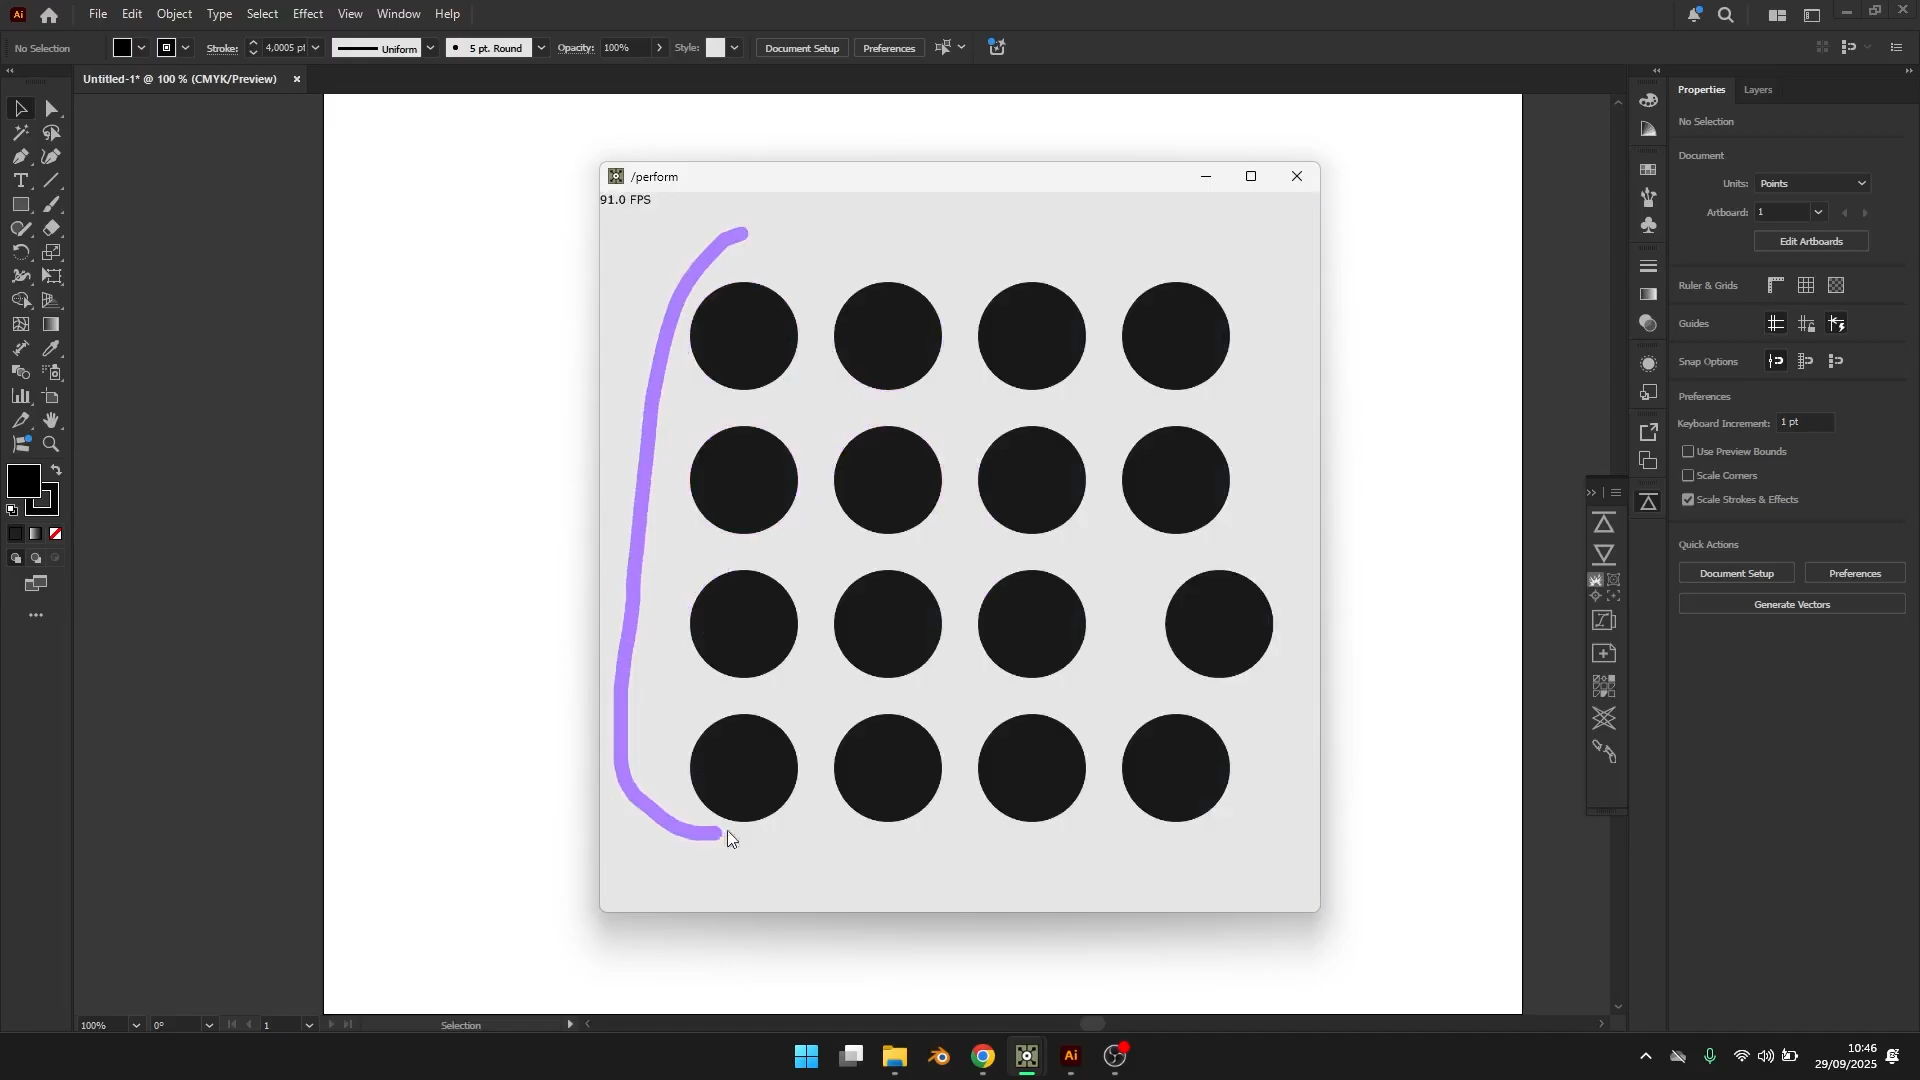 Ai File Edit Object Type Select Effect View Window Help
No Selection Stroke: 4,0005 pt Uniform 5 pt. Round Opacity: 100% Style: Document Setup Preferences
Untitled-1* @ 100 % (CMYK/Preview)
/perform
91.0 FPS
Properties Layers
No Selection
Document
Units: Points
Artboard: 1
Edit Artboards
Ruler & Grids
Guides
Snap Options
Preferences
Keyboard Increment: 1 pt
Use Preview Bounds
Scale Corners
Scale Strokes & Effects
Quick Actions
Document Setup Preferences
Generate Vectors
100% 0° 1 Selection
Ai
10:46
29/09/2025